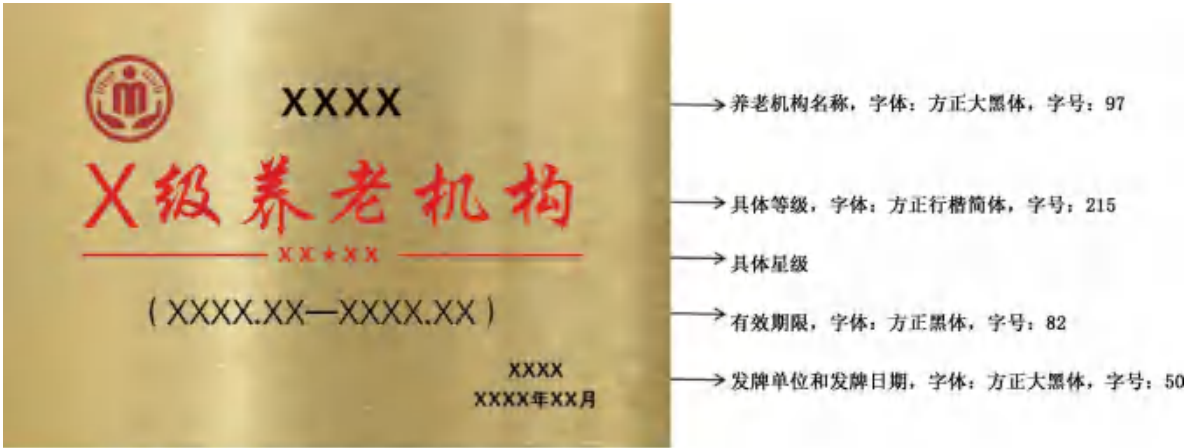 XXXX
养老机构名称，字体：方正大黑体，字号：97
X级养老机构
具体等级，字体：方正行楷简体，字号：215
XX★XX
具体星级
（XXXX.XX—XXXX.XX）
有效期限，字体：方正黑体，字号：82
XXXX
XXXX年XX月
发牌单位和发牌日期，字体：方正大黑体，字号：50